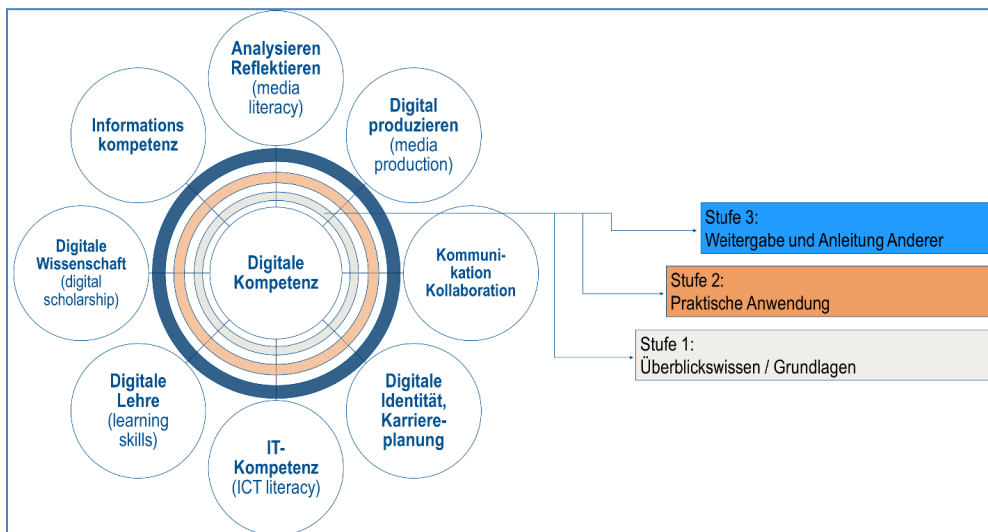 Analysieren
Reflektieren
(media
literacy)
Digital
produzieren
(media
production)
Informations
kompetenz
Digitale
Wissenschaft
(digital
scholarship)
Digitale
Kompetenz
Kommuni-
kation
Kollaboration
Digitale
Lehre
(learning
skills)
IT-
Kompetenz
(ICT literacy)
Digitale
Identität,
Karriere-
planung
Stufe 3:
Weitergabe und Anleitung Anderer
Stufe 2:
Praktische Anwendung
Stufe 1:
Überblickswissen / Grundlagen